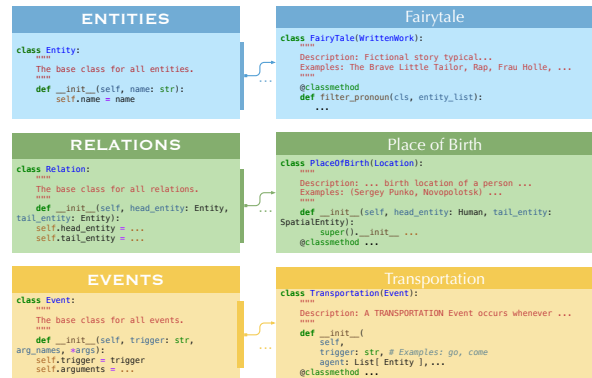 ENTITIES
class Entity:
"""
The base class for all entities.
"""
def __init__(self, name: str):
self.name = name
...
Fairytale
class FairyTale(WrittenWork):
"""
Description: Fictional story typical...
Examples: The Brave Little Tailor, Rap, Frau Holle, ...
"""
@classmethod
def filter_pronoun(cls, entity_list):
...
RELATIONS
class Relation:
"""
The base class for all relations.
"""
def __init__(self, head_entity: Entity,
tail_entity: Entity):
self.head_entity = ...
self.tail_entity = ...
...
Place of Birth
class PlaceOfBirth(Location):
"""
Description: ... birth location of a person ...
Examples: (Sergey Punko, Novopolotsk) ...
"""
def __init__(self, head_entity: Human, tail_entity:
SpatialEntity):
super().__init__ ...
@classmethod ...
EVENTS
class Event:
"""
The base class for all events.
"""
def __init__(self, trigger: str,
arg_names, *args):
self.trigger = trigger
self.arguments = ...
...
Transportation
class Transportation(Event):
"""
Description: A TRANSPORTATION Event occurs whenever ...
"""
def __init__(
self,
trigger: str, # Examples: go, come
agent: List[ Entity ],...
@classmethod ...